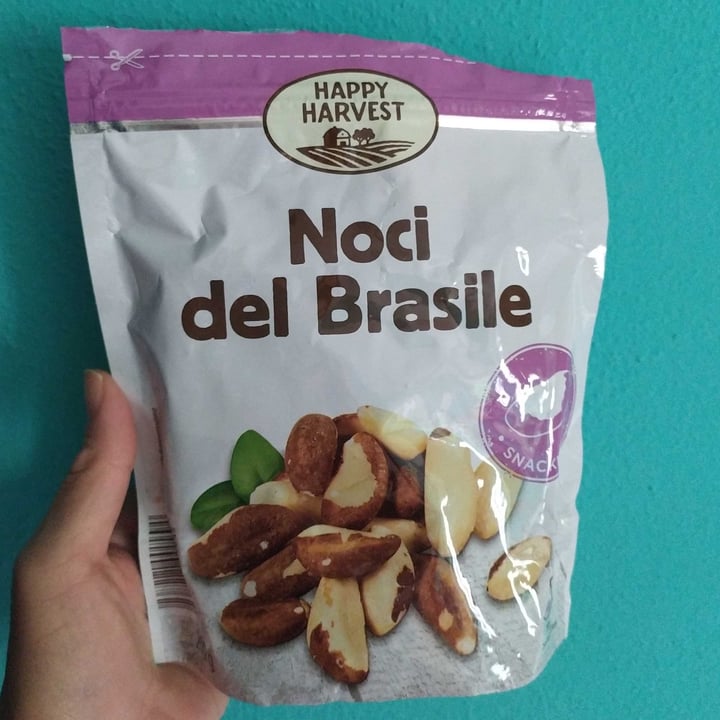 HAPPY
HARVEST
Noci
del Brasile
SNACK